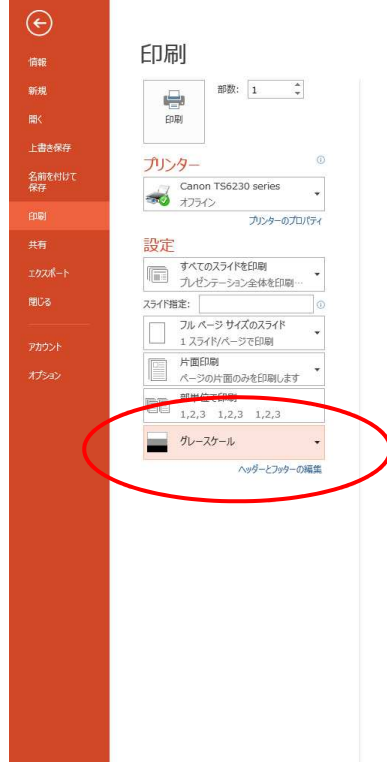 情報
新規
開く
上書き保存
名前を付けて
保存
印刷
共有
エクスポート
閉じる
アカウント
オプション
印刷
印刷
部数: 1
プリンター
Canon TS6230 series
オフライン
プリンターのプロパティ
設定
すべてのスライドを印刷
プレゼンテーション全体を印刷…
スライド指定:
フル ページ サイズのスライド
1 スライド/ページで印刷
片面印刷
ページの片面のみを印刷します
部単位で印刷
1,2,3 1,2,3 1,2,3
グレースケール
ヘッダーとフッターの編集